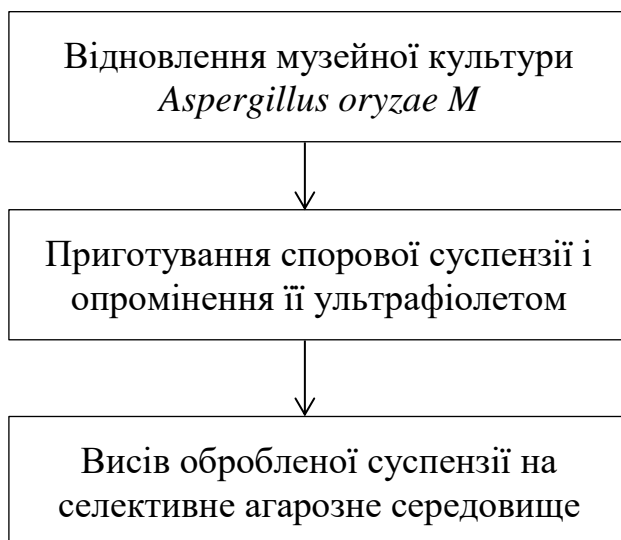 Відновлення музейної культури
Aspergillus oryzae M
Приготування спорової суспензії і
опромінення її ультрафіолетом
Висів обробленої суспензії на
селективне агарозне середовище